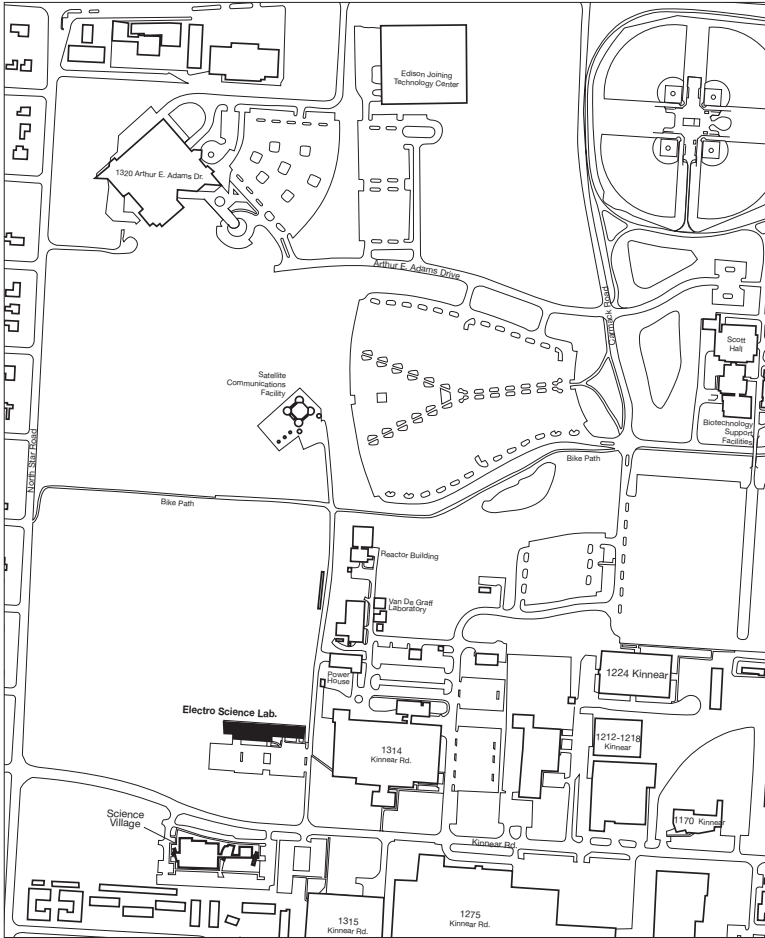 Edison Joining
Technology Center
1320 Arthur E. Adams Dr.
Arthur E. Adams Drive
Carmack Road
Scott
Hall
Satellite
Communications
Facility
Biotechnology
Support
Facilities
North Star Road
Bike Path
Bike Path
Reactor Building
Van De Graff
Laboratory
Power
House
1224 Kinnear
Electro Science Lab.
1314
Kinnear Rd.
1212-1218
Kinnear
Science
Village
1170 Kinnear
Kinnear Rd.
1315
Kinnear Rd.
1275
Kinnear Rd.